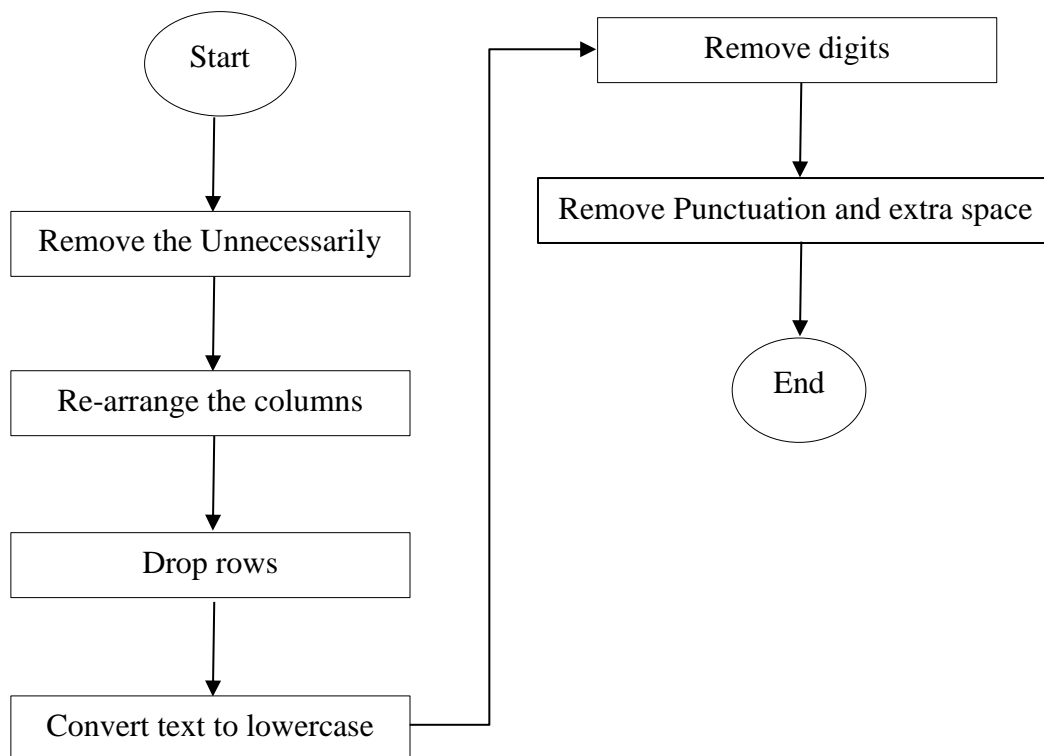 Start
Remove the Unnecessarily
Re-arrange the columns
Drop rows
Convert text to lowercase
Remove digits
Remove Punctuation and extra space
End